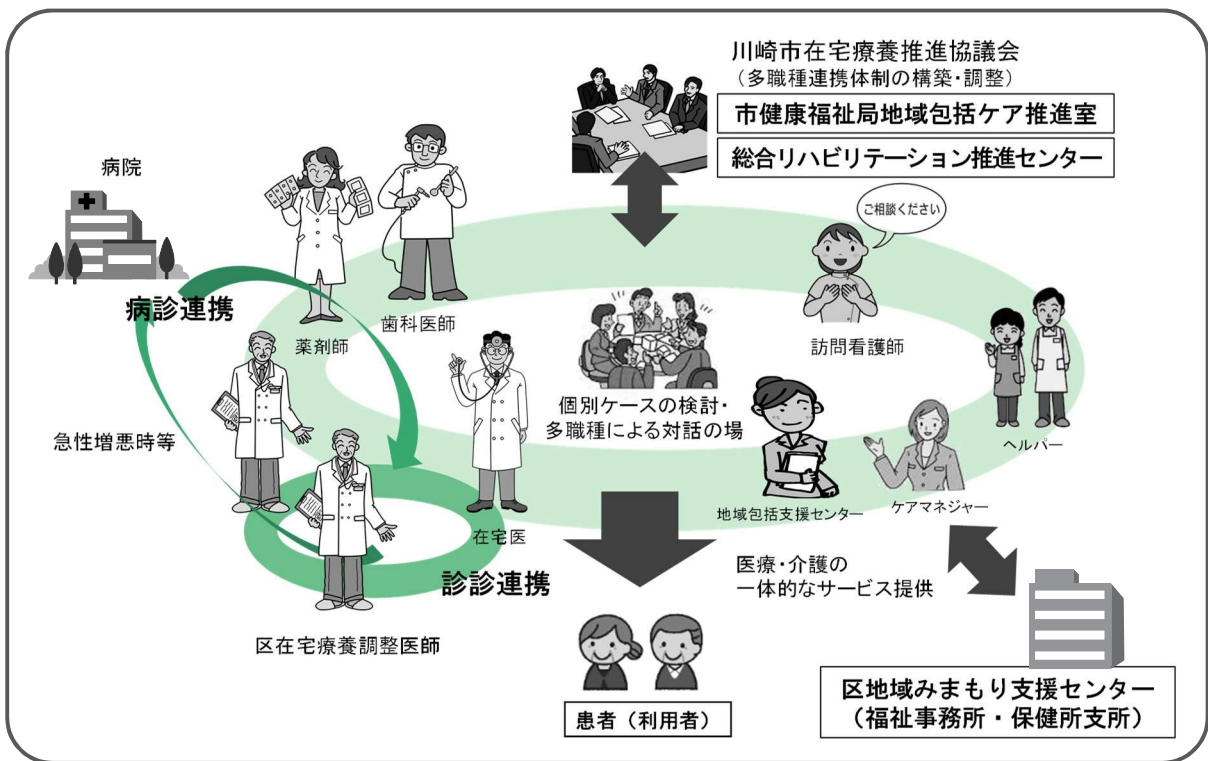 川崎市在宅療養推進協議会
（多職種連携体制の構築・調整）
市健康福祉局地域包括ケア推進室
総合リハビリテーション推進センター
病院
ご相談ください
病診連携
歯科医師
薬剤師
訪問看護師
個別ケースの検討・
多職種による対話の場
急性増悪時等
ヘルパー
地域包括支援センター
ケアマネジャー
在宅医
診診連携
医療・介護の
一体的なサービス提供
区在宅療養調整医師
患者（利用者）
区地域みまもり支援センター
（福祉事務所・保健所支所）